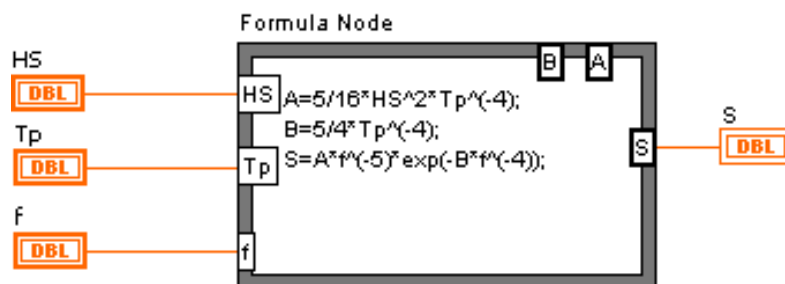 Formula Node
HS
DBL
Tp
DBL
f
DBL
B A
HS A=5/16*HS^2*Tp^(-4);
B=5/4*Tp^(-4);
Tp S=A*f^(-5)*exp(-B*f^(-4));
f
S
S
DBL